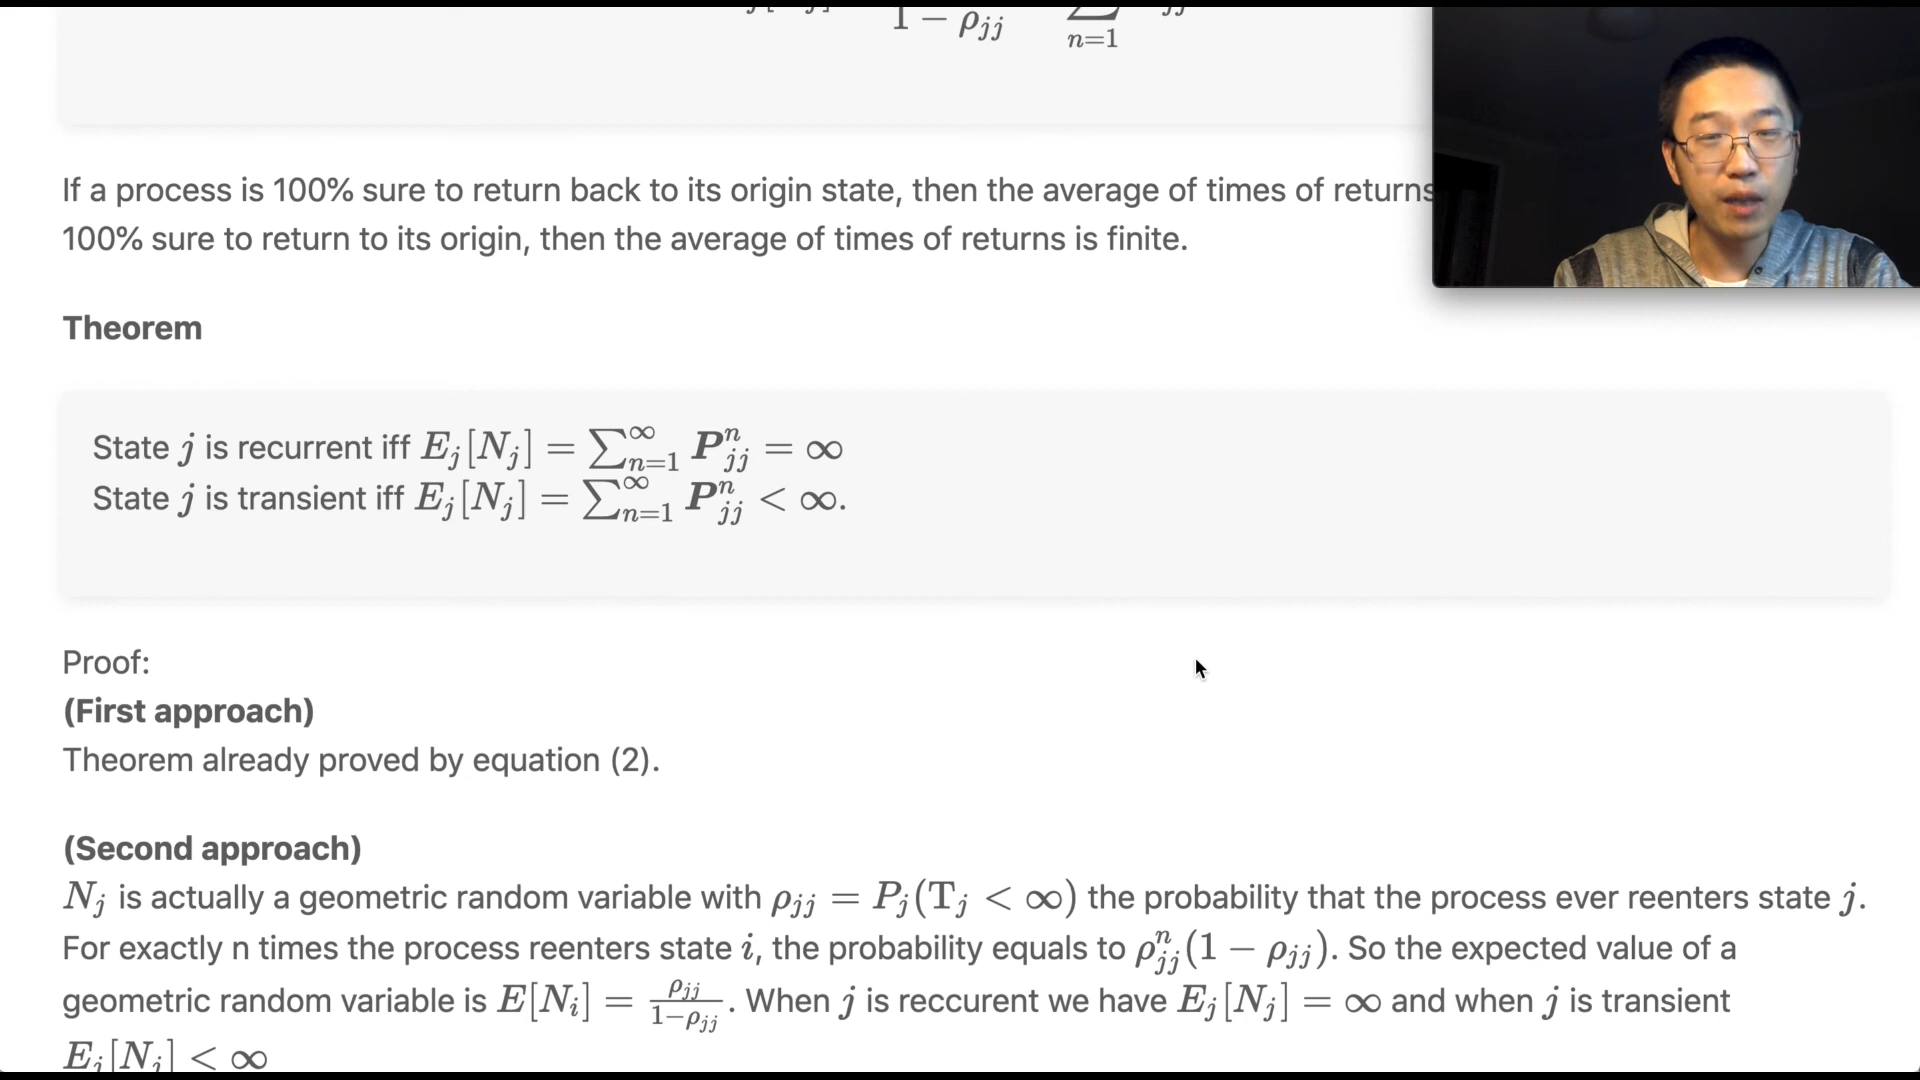 1 − ρjj n=1
If a process is 100% sure to return back to its origin state, then the average of times of returns
100% sure to return to its origin, then the average of times of returns is finite.
Theorem
State j is recurrent iff E_j[N_j] = ∑_{n=1}^{∞} P_{jj}^n = ∞
State j is transient iff E_j[N_j] = ∑_{n=1}^{∞} P_{jj}^n < ∞.
Proof:
(First approach)
Theorem already proved by equation (2).
(Second approach)
N_j is actually a geometric random variable with ρ_{jj} = P_j(T_j < ∞) the probability that the process ever reenters state j.
For exactly n times the process reenters state i, the probability equals to ρ_{jj}^n(1 − ρ_{jj}). So the expected value of a
geometric random variable is E[N_i] = \frac{ρ_{jj}}{1−ρ_{jj}}. When j is reccurent we have E_j[N_j] = ∞ and when j is transient
E_j[N_j] < ∞